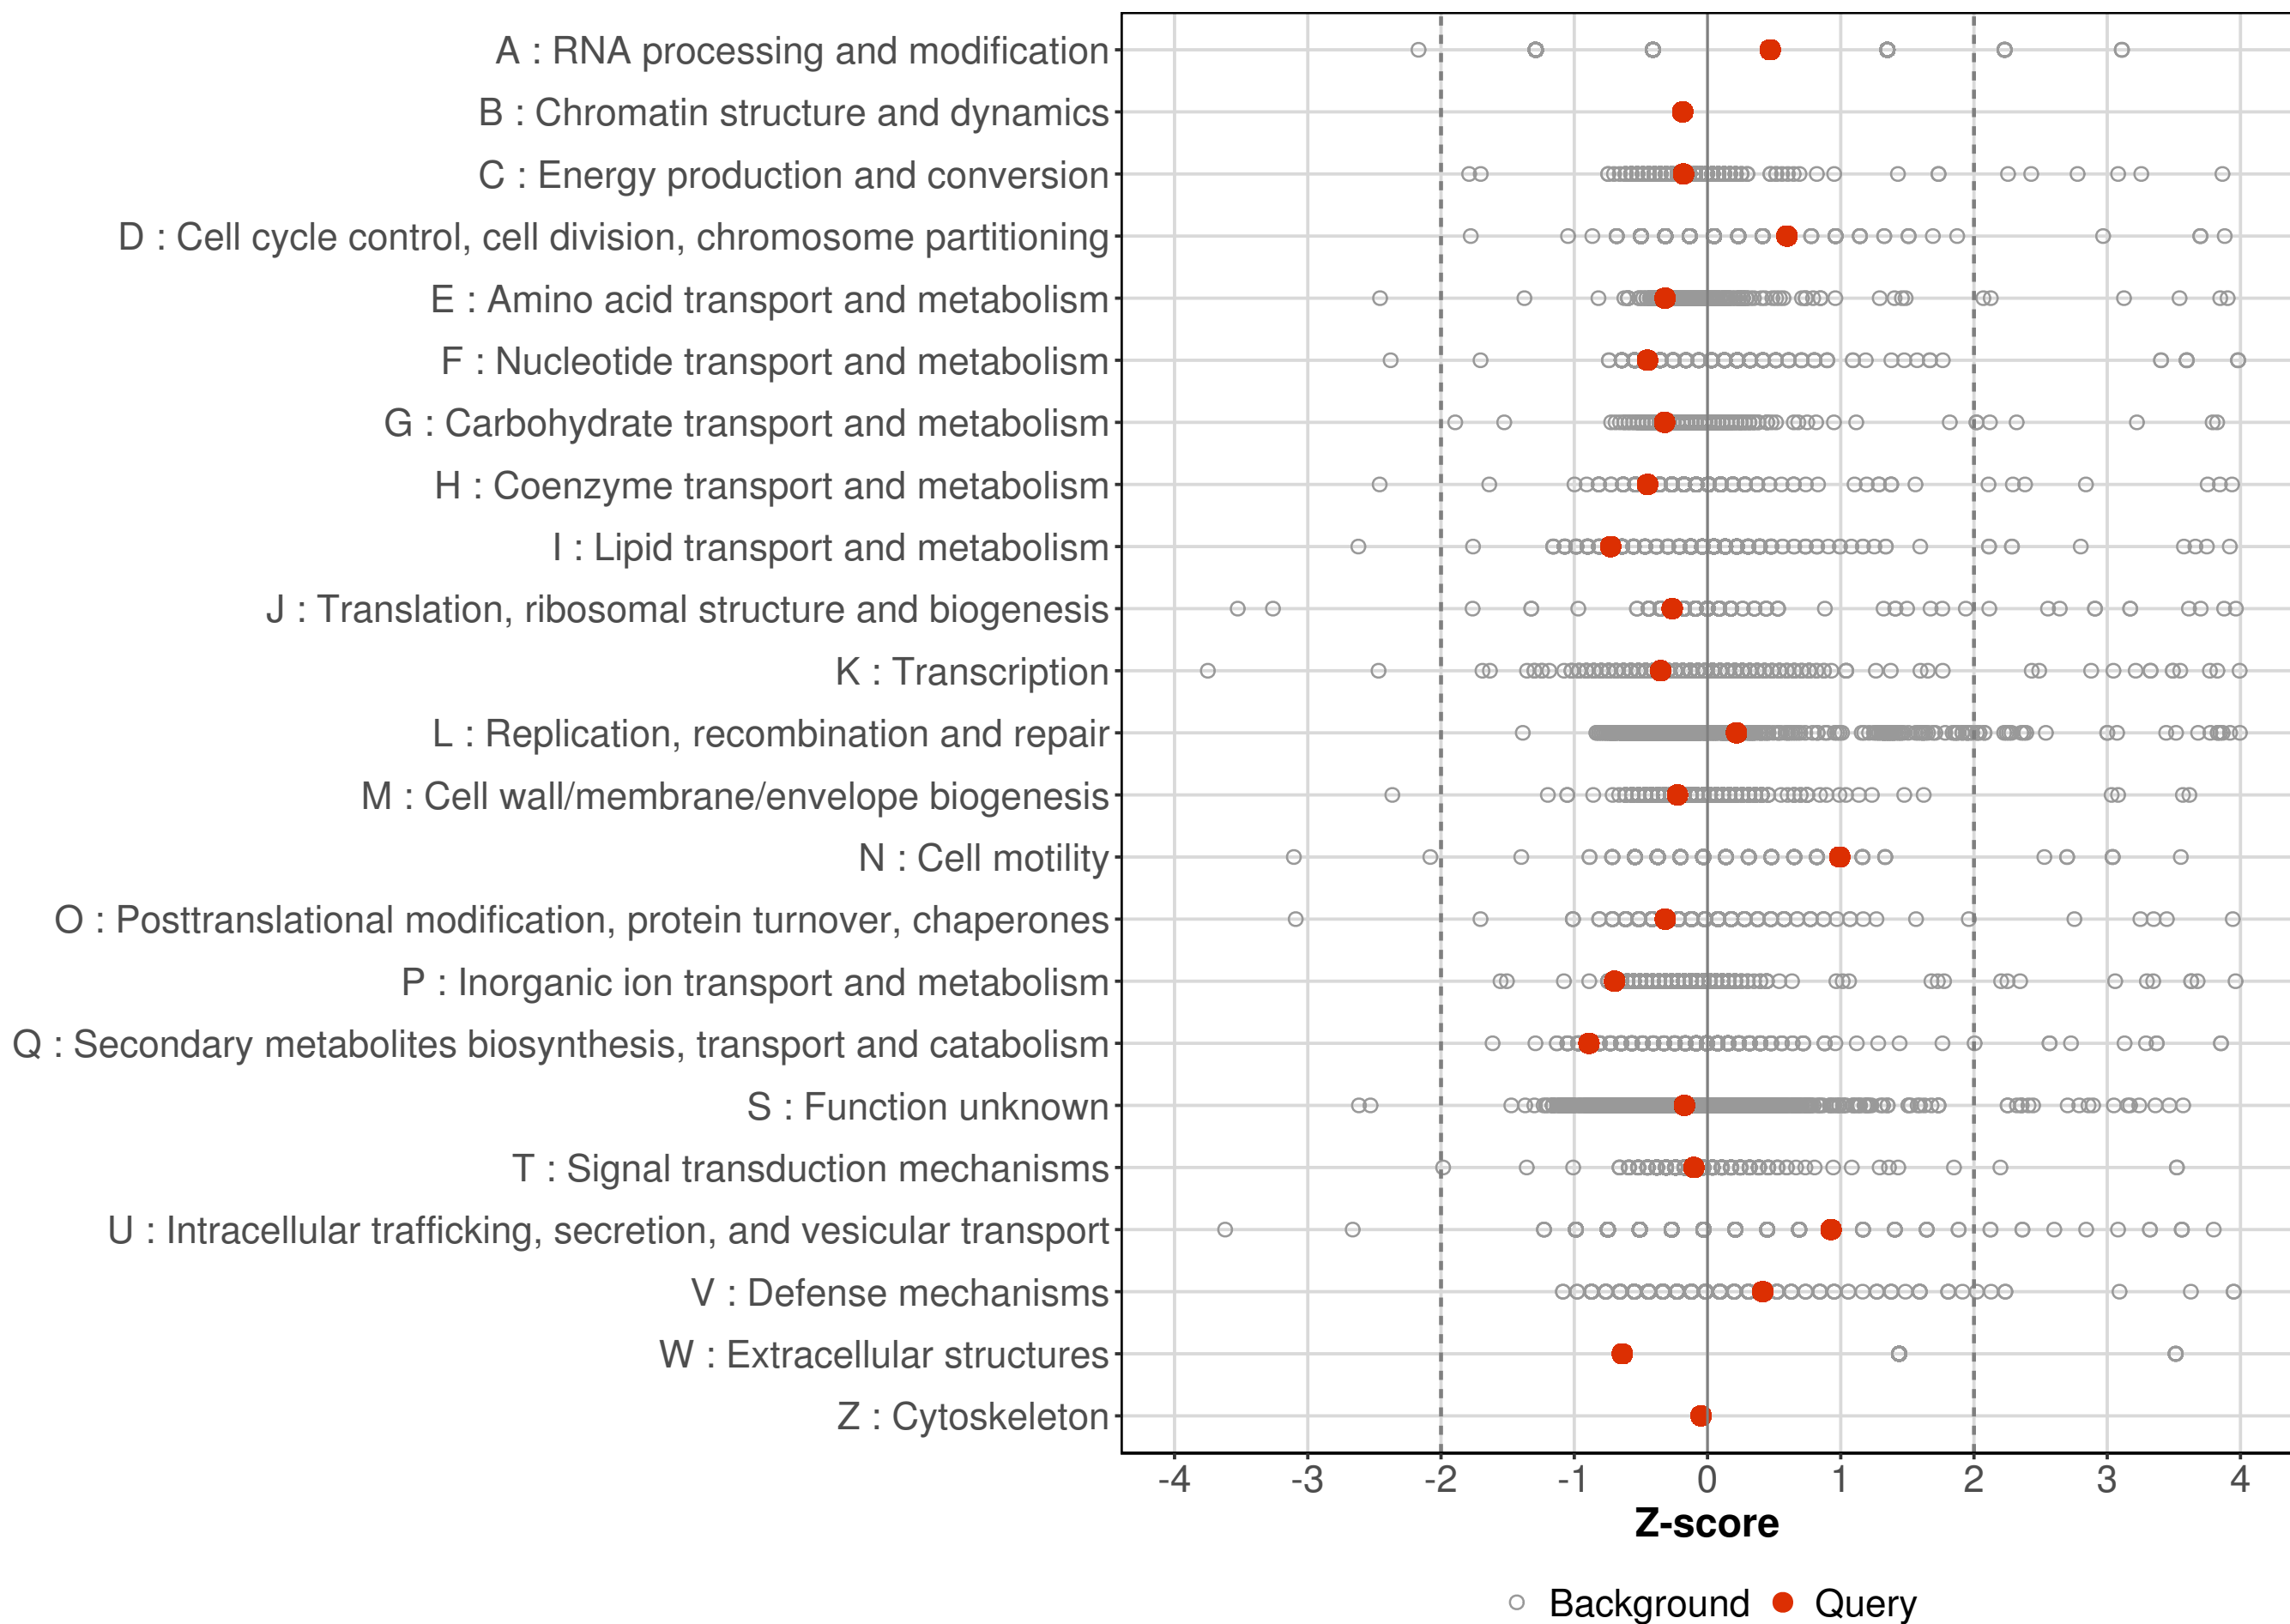 A : RNA processing and modification
B : Chromatin structure and dynamics
C : Energy production and conversion
D : Cell cycle control, cell division, chromosome partitioning
E : Amino acid transport and metabolism
F : Nucleotide transport and metabolism
G : Carbohydrate transport and metabolism
H : Coenzyme transport and metabolism
I : Lipid transport and metabolism
J : Translation, ribosomal structure and biogenesis
K : Transcription
L : Replication, recombination and repair
M : Cell wall/membrane/envelope biogenesis
N : Cell motility
O : Posttranslational modification, protein turnover, chaperones
P : Inorganic ion transport and metabolism
Q : Secondary metabolites biosynthesis, transport and catabolism
S : Function unknown
T : Signal transduction mechanisms
U : Intracellular trafficking, secretion, and vesicular transport
V : Defense mechanisms
W : Extracellular structures
Z : Cytoskeleton
-4 -3 -2 -1 0 1 2 3 4
Z-score
Background Query